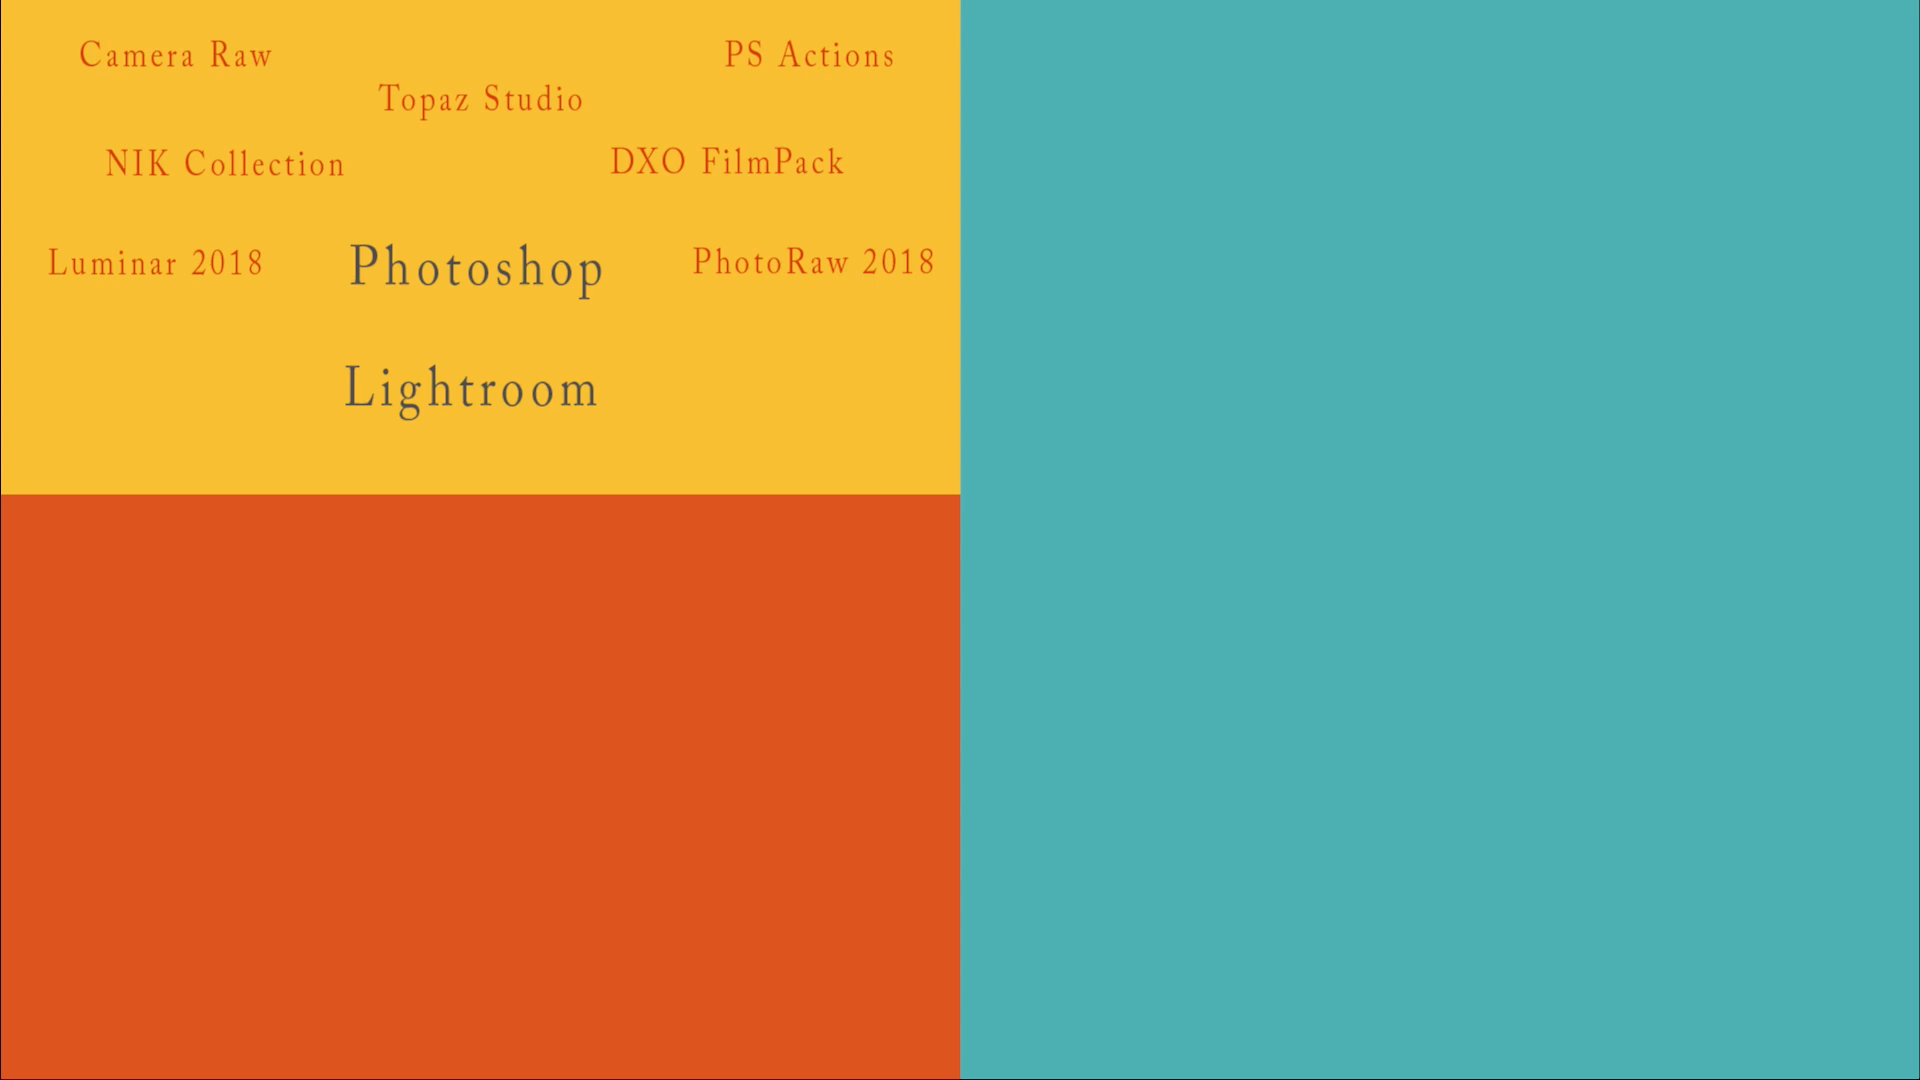 Camera Raw
PS Actions
Topaz Studio
NIK Collection
DXO FilmPack
Luminar 2018
Photoshop
PhotoRaw 2018
Lightroom